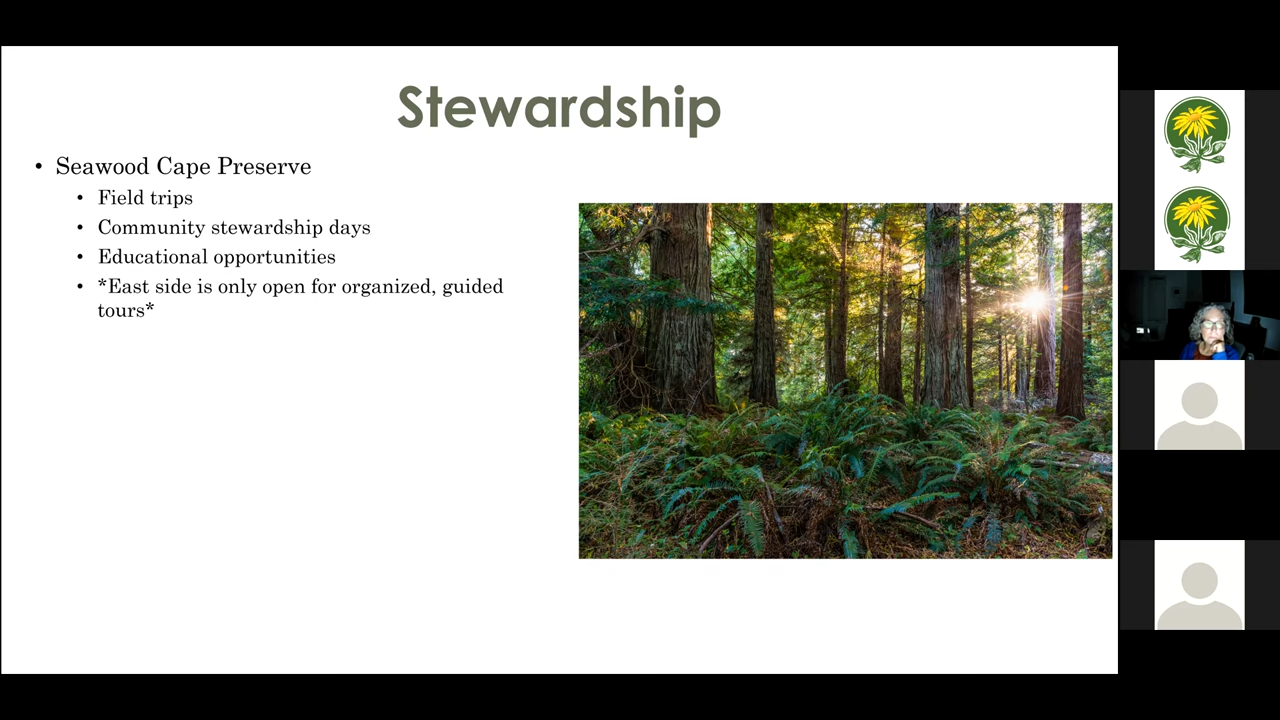 Stewardship
• Seawood Cape Preserve
• Field trips
• Community stewardship days
• Educational opportunities
• *East side is only open for organized, guided
tours*